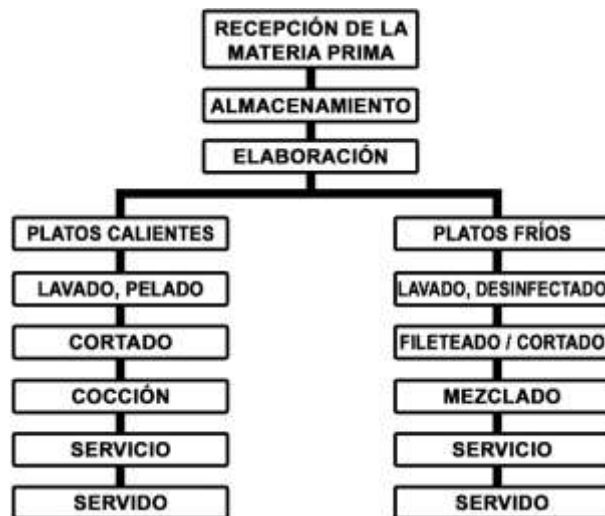 RECEPCIÓN DE LA
MATERIA PRIMA
ALMACENAMIENTO
ELABORACIÓN
PLATOS CALIENTES
LAVADO, PELADO
CORTADO
COCCIÓN
SERVICIO
SERVIDO
PLATOS FRÍOS
LAVADO, DESINFECTADO
FILETEADO / CORTADO
MEZCLADO
SERVICIO
SERVIDO